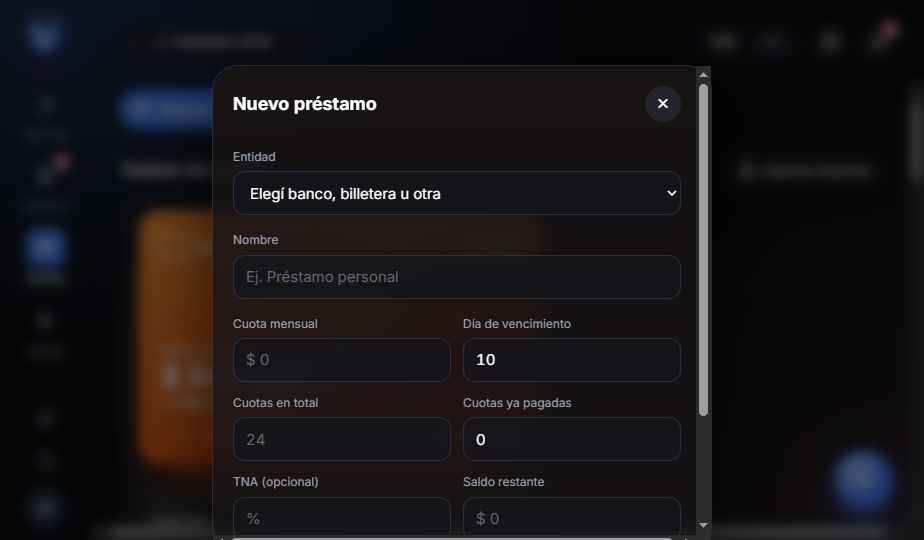 Nuevo préstamo
Entidad
Elegí banco, billetera u otra
Nombre
Ej. Préstamo personal
Cuota mensual
Día de vencimiento
$ 0
10
Cuotas en total
Cuotas ya pagadas
24
0
TNA (opcional)
Saldo restante
%
$ 0